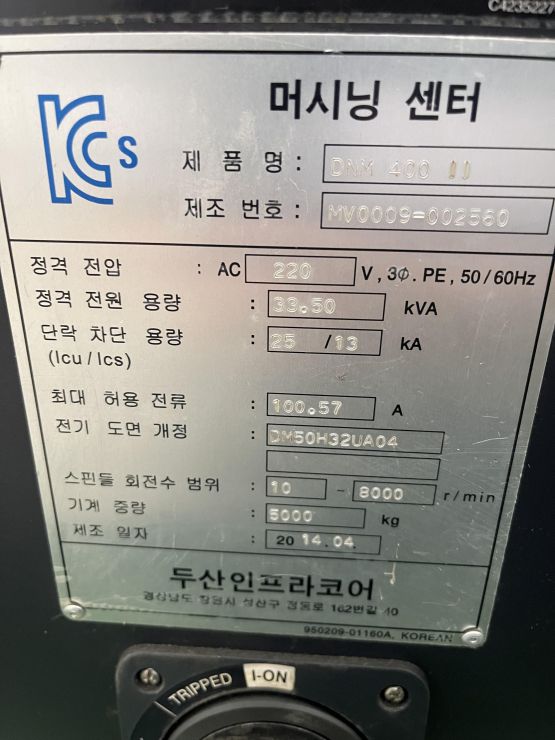 C4235227
KCs
머시닝 센터
제 품 명 : DNM 400 II
제조 번호 : MV0009-002560
정격 전압 : AC 220 V, 3Φ. PE, 50/60Hz
정격 전원 용량 : 33.50 kVA
단락 차단 용량 : 25 /13 kA
(Icu / Ics)
최대 허용 전류 : 100.57 A
전기 도면 개정 : DM50H32UA04
스핀들 회전수 범위 : 10 - 8000 r/min
기계 중량 : 5000 kg
제조 일자 : 20 14.04.
두산인프라코어
경상남도 창원시 성산구 정동로 162번길 40
950209-01160A, KOREAN
TRIPPED I-ON